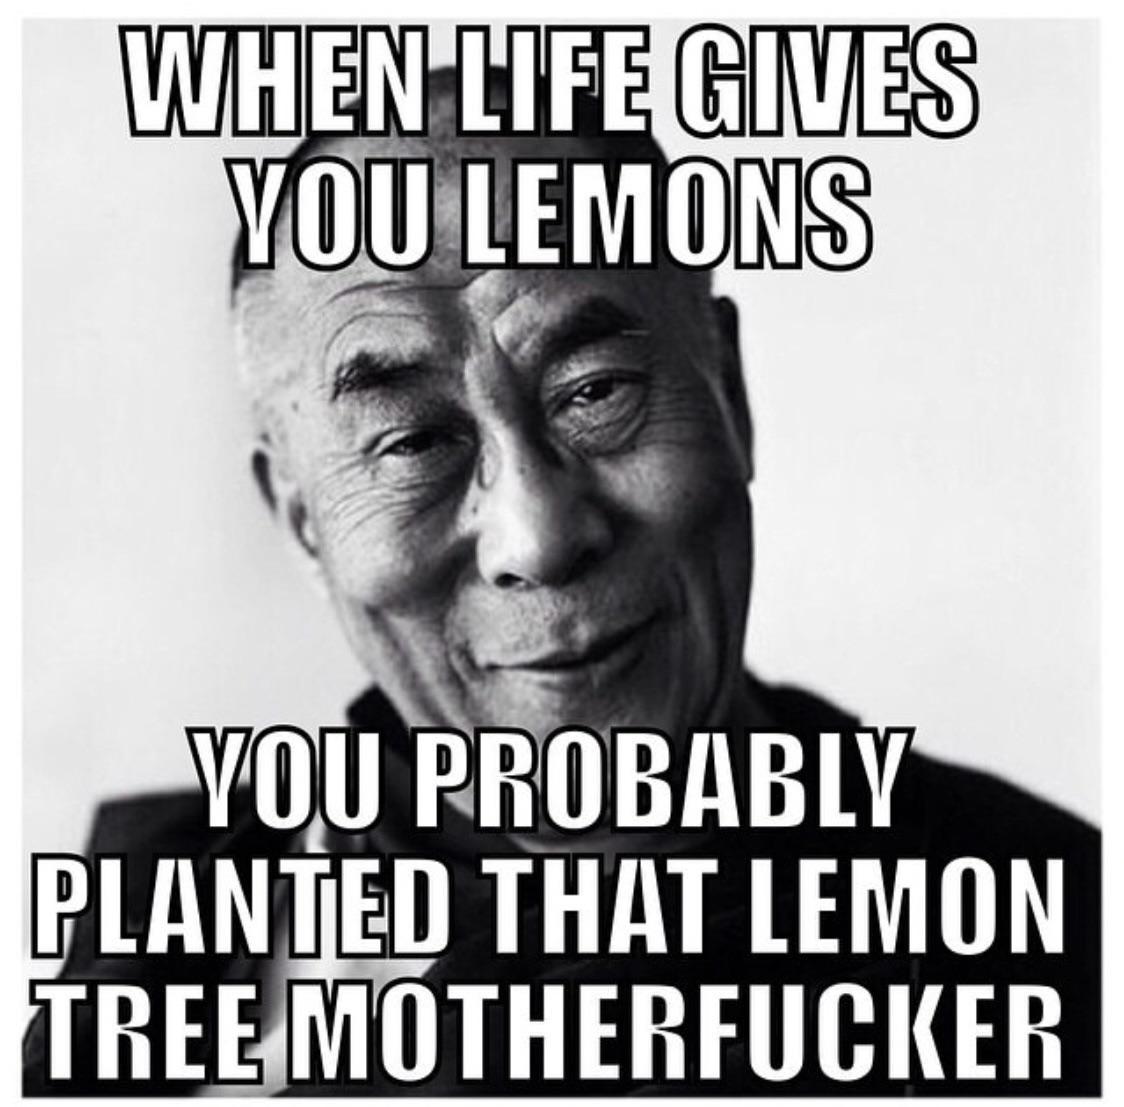 WHEN LIFE GIVES
YOU LEMONS
YOU PROBABLY
PLANTED THAT LEMON
TREE MOTHERFUCKER